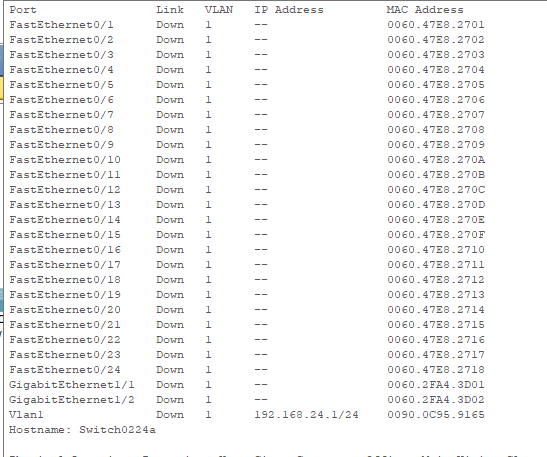 Port Link VLAN IP Address MAC Address
FastEthernet0/1 Down 1 -- 0060.47E8.2701
FastEthernet0/2 Down 1 -- 0060.47E8.2702
FastEthernet0/3 Down 1 -- 0060.47E8.2703
FastEthernet0/4 Down 1 -- 0060.47E8.2704
FastEthernet0/5 Down 1 -- 0060.47E8.2705
FastEthernet0/6 Down 1 -- 0060.47E8.2706
FastEthernet0/7 Down 1 -- 0060.47E8.2707
FastEthernet0/8 Down 1 -- 0060.47E8.2708
FastEthernet0/9 Down 1 -- 0060.47E8.2709
FastEthernet0/10 Down 1 -- 0060.47E8.270A
FastEthernet0/11 Down 1 -- 0060.47E8.270B
FastEthernet0/12 Down 1 -- 0060.47E8.270C
FastEthernet0/13 Down 1 -- 0060.47E8.270D
FastEthernet0/14 Down 1 -- 0060.47E8.270E
FastEthernet0/15 Down 1 -- 0060.47E8.270F
FastEthernet0/16 Down 1 -- 0060.47E8.2710
FastEthernet0/17 Down 1 -- 0060.47E8.2711
FastEthernet0/18 Down 1 -- 0060.47E8.2712
FastEthernet0/19 Down 1 -- 0060.47E8.2713
FastEthernet0/20 Down 1 -- 0060.47E8.2714
FastEthernet0/21 Down 1 -- 0060.47E8.2715
FastEthernet0/22 Down 1 -- 0060.47E8.2716
FastEthernet0/23 Down 1 -- 0060.47E8.2717
FastEthernet0/24 Down 1 -- 0060.47E8.2718
GigabitEthernet1/1 Down 1 -- 0060.2FA4.3D01
GigabitEthernet1/2 Down 1 -- 0060.2FA4.3D02
Vlan1 Down 1 192.168.24.1/24 0090.0C95.9165
Hostname: Switch0224a